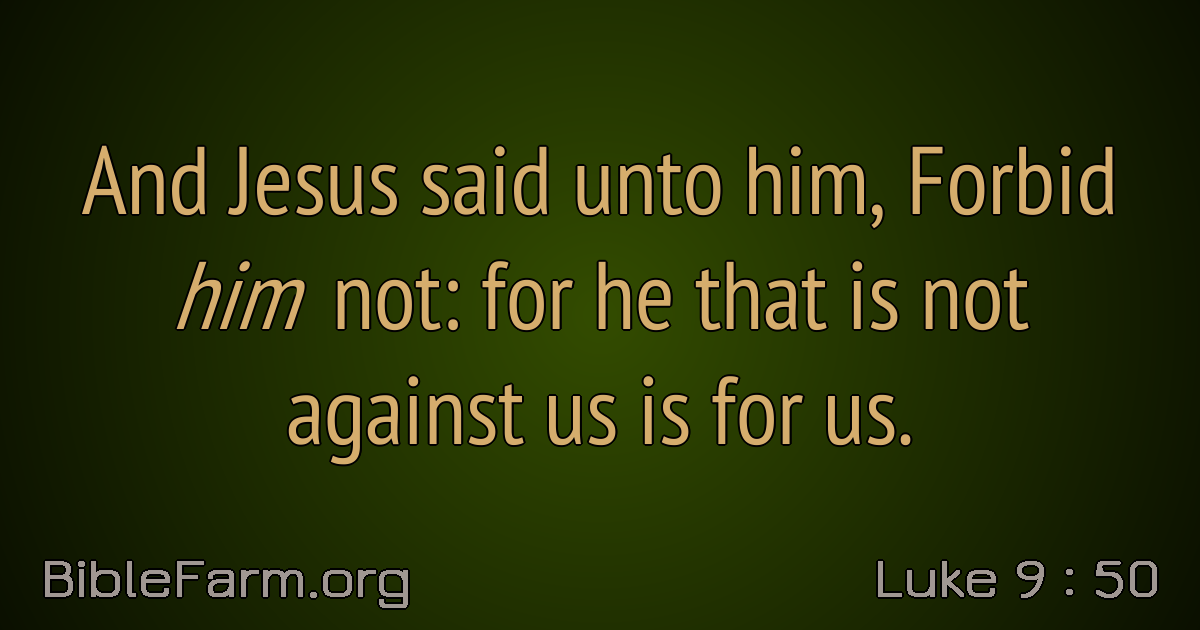 And Jesus said unto him, Forbid
him not: for he that is not
against us is for us.
BibleFarm.org
Luke 9 : 50